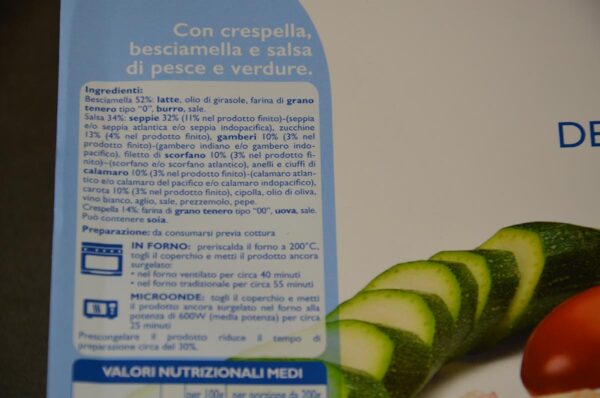 Con crespella,
besciamella e salsa
di pesce e verdure.
DE
Ingredienti:
Besciamella 52%: latte, olio di girasole, farina di grano
tenero tipo "0", burro, sale.
Salsa 34%: seppie 32% (11% nel prodotto finito)-(seppia
e/o seppia atlantica e/o seppia indopacifica), zucchine
13% (4% nel prodotto finito), gamberi 10% (3% nel
prodotto finito)-(gambero indiano e/o gambero indo-
pacifico), filetto di scorfano 10% (3% nel prodotto fi-
nito)-(scorfano e/o scorfano atlantico), anelli e ciuffi di
calamaro 10% (3% nel prodotto finito)-(calamaro atlan-
tico e/o calamaro del pacifico e/o calamaro indopacifico),
carota 10% (3% nel prodotto finito), cipolla, olio di oliva,
vino bianco, aglio, sale, prezzemolo, pepe.
Crespella 14%: farina di grano tenero tipo "00", uova, sale.
Può contenere soia.
Preparazione: da consumarsi previa cottura
IN FORNO: preriscalda il forno a 200°C,
togli il coperchio e metti il prodotto ancora
surgelato:
• nel forno ventilato per circa 40 minuti
• nel forno tradizionale per circa 55 minuti
MICROONDE: togli il coperchio e metti
il prodotto ancora surgelato nel forno alla
potenza di 600W (media potenza) per circa
25 minuti
Prescongelare il prodotto riduce il tempo di
preparazione circa del 30%.
VALORI NUTRIZIONALI MEDI
per 100g per porzione da 300g